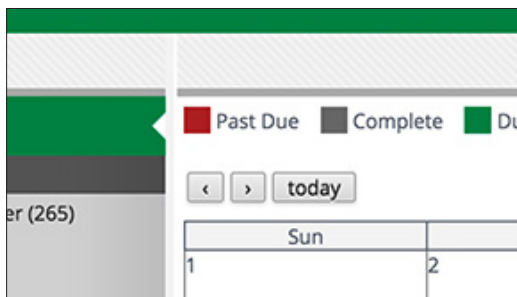 Past Due Complete Du
‹ › today
er (265)
Sun
1 2